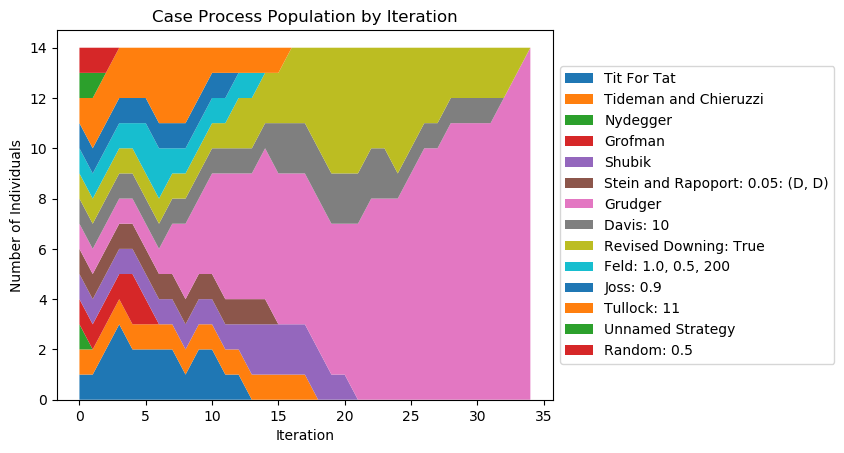 Case Process Population by Iteration
14
12
10
8
6
4
2
0
Number of Individuals
0
5
10
15
20
25
30
35
Iteration
Tit For Tat
Tideman and Chieruzzi
Nydegger
Grofman
Shubik
Stein and Rapoport: 0.05: (D, D)
Grudger
Davis: 10
Revised Downing: True
Feld: 1.0, 0.5, 200
Joss: 0.9
Tullock: 11
Unnamed Strategy
Random: 0.5